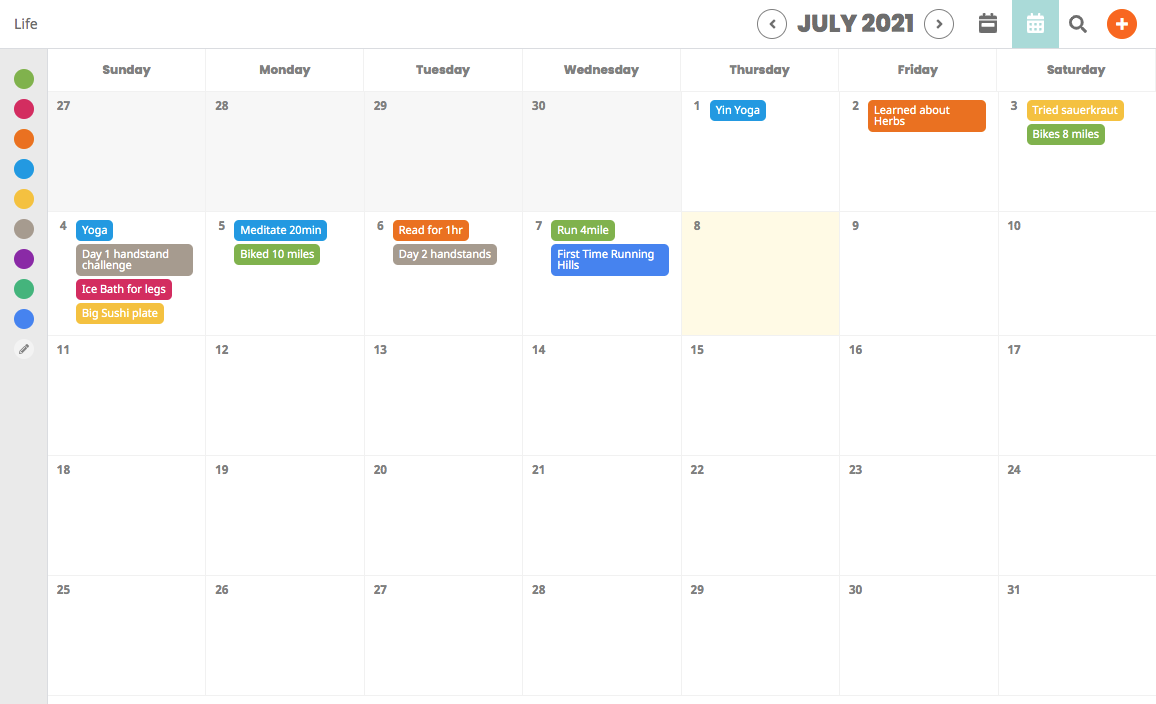 Life
JULY 2021
Sunday
Monday
Tuesday
Wednesday
Thursday
Friday
Saturday
27
28
29
30
1
Yin Yoga
2
Learned about
Herbs
3
Tried sauerkraut
Bikes 8 miles
4
Yoga
Day 1 handstand
challenge
Ice Bath for legs
Big Sushi plate
5
Meditate 20min
Biked 10 miles
6
Read for 1hr
Day 2 handstands
7
Run 4mile
First Time Running
Hills
8
9
10
11
12
13
14
15
16
17
18
19
20
21
22
23
24
25
26
27
28
29
30
31